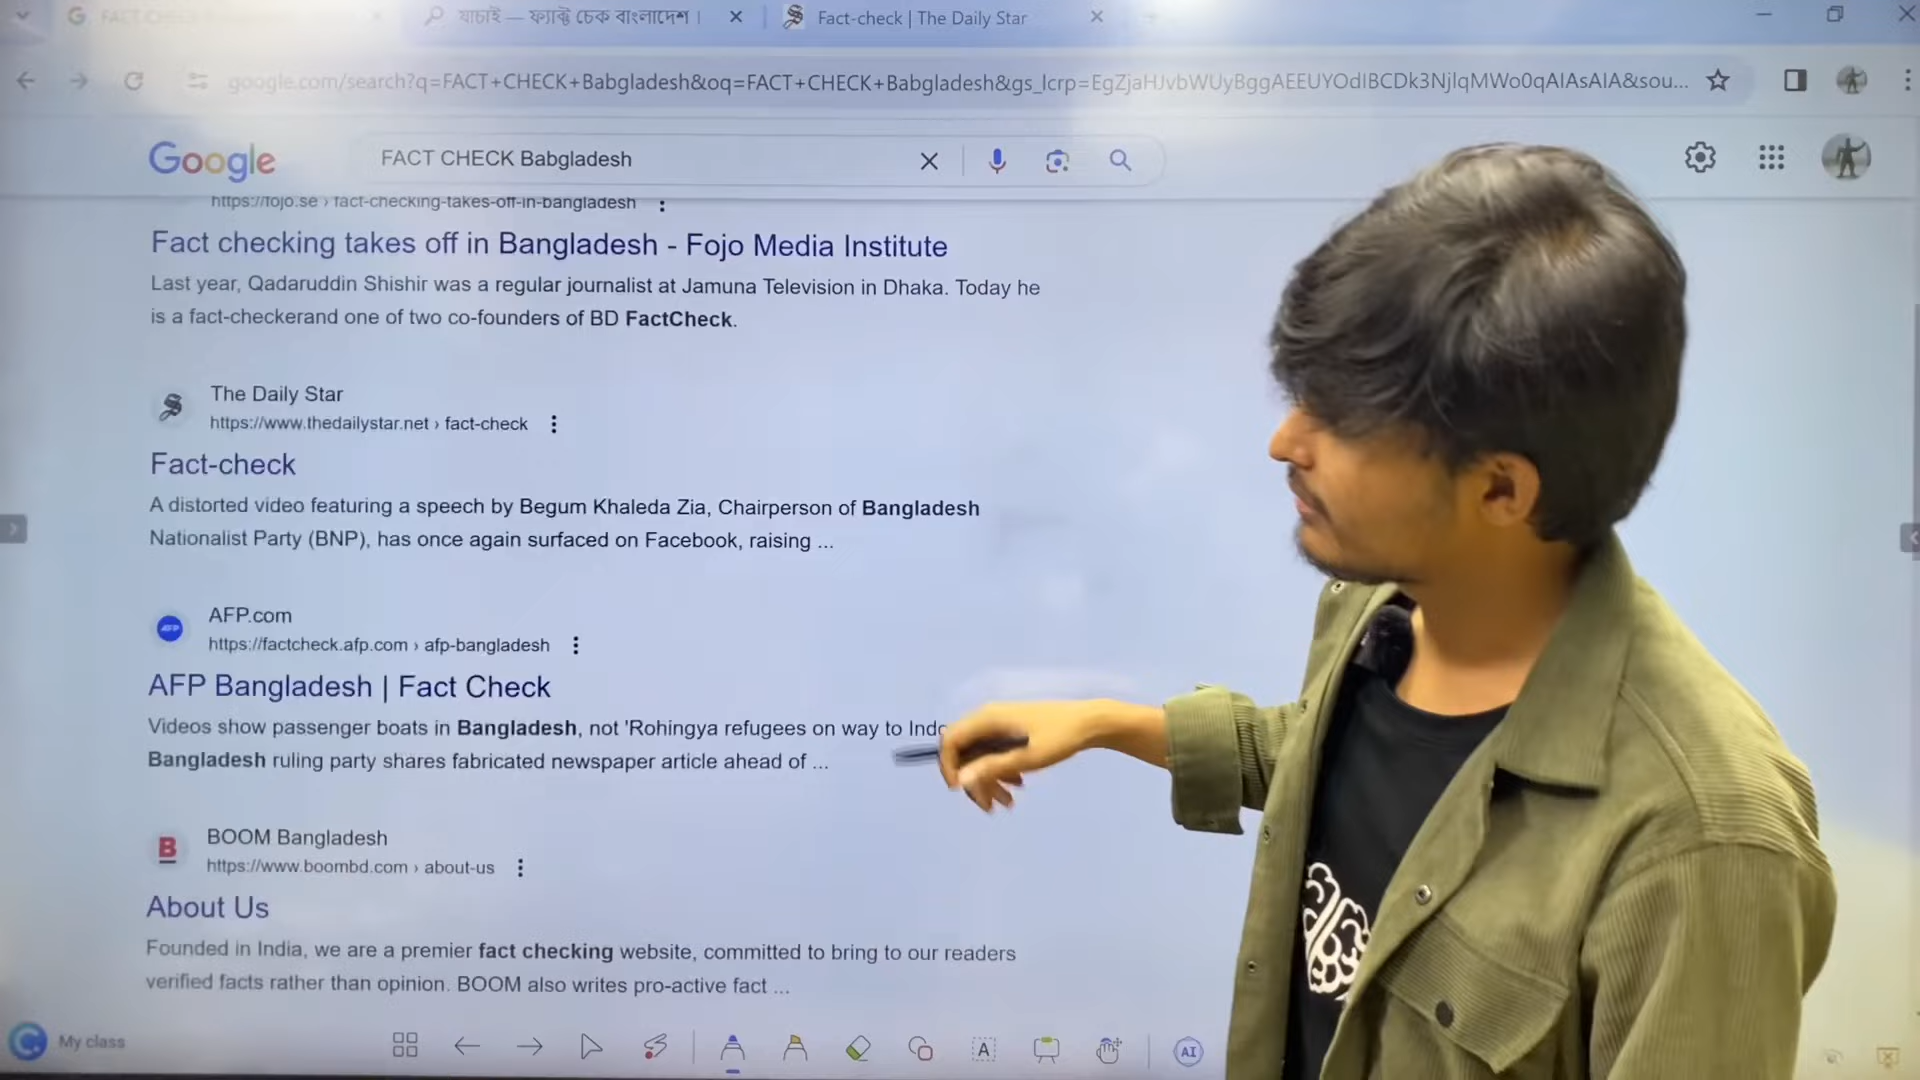 FACT CHECK
যাচাই — ফ্যাক্ট চেক বাংলাদেশ।
Fact-check | The Daily Star
google.com/search?q=FACT+CHECK+Babgladesh&oq=FACT+CHECK+Babgladesh&gs_lcrp=
Google
FACT CHECK Babgladesh
https://fojo.se › fact-checking-takes-off-in-bangladesh
Fact checking takes off in Bangladesh - Fojo Media Institute
Last year, Qadaruddin Shishir was a regular journalist at Jamuna Television in Dhaka. Today he
is a fact-checkerand one of two co-founders of BD FactCheck.
The Daily Star
https://www.thedailystar.net › fact-check
Fact-check
A distorted video featuring a speech by Begum Khaleda Zia, Chairperson of Bangladesh
Nationalist Party (BNP), has once again surfaced on Facebook, raising ...
AFP
AFP.com
https://factcheck.afp.com › afp-bangladesh
AFP Bangladesh | Fact Check
Videos show passenger boats in Bangladesh, not 'Rohingya refugees on way to
Bangladesh ruling party shares fabricated newspaper article ahead of ...
B
BOOM Bangladesh
https://www.boombd.com › about-us
About Us
Founded in India, we are a premier fact checking website, committed to bring to our readers
verified facts rather than opinion. BOOM also writes pro-active fact ...
My class
A
AI